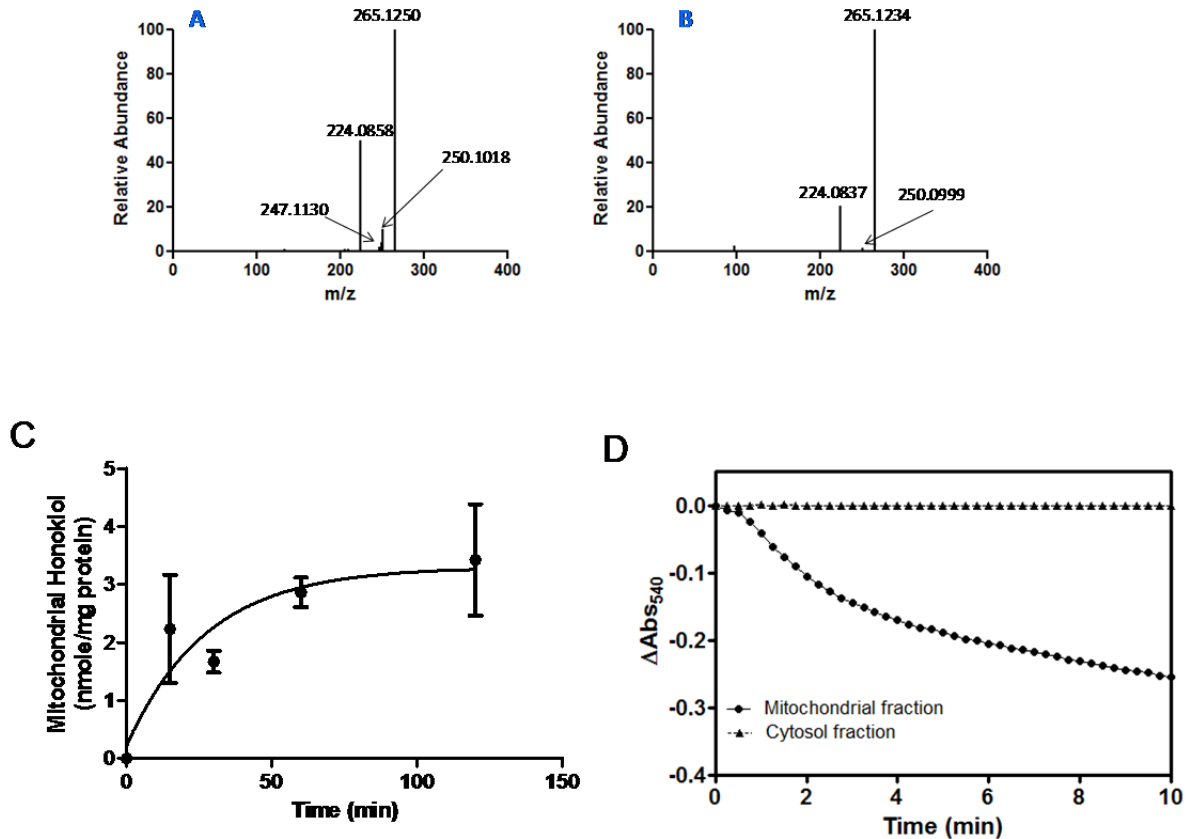 A
265.1250
Relative Abundance
100
80
60
40
20
0
224.0858
250.1018
247.1130
0 100 200 300 400
m/z
B
265.1234
Relative Abundance
100
80
60
40
20
0
224.0837
250.0999
0 100 200 300 400
m/z
C
Mitochondrial Honokiol
(nmole/mg protein)
5
4
3
2
1
0
0 50 100 150
Time (min)
D
ΔAbs540
0.0
-0.1
-0.2
-0.3
-0.4
Mitochondrial fraction
Cytosol fraction
0 2 4 6 8 10
Time (min)